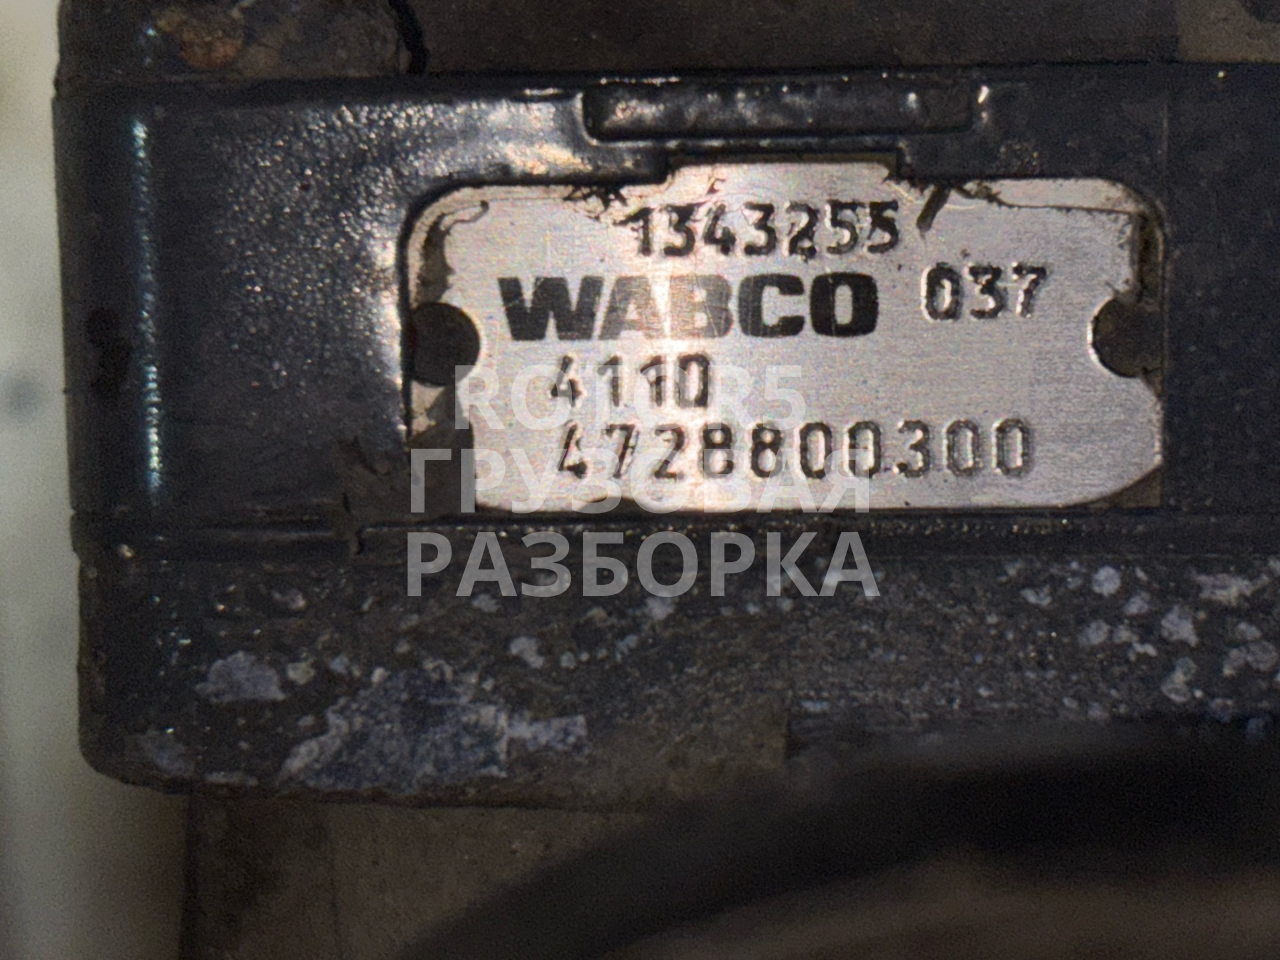 1343255
WABCO 037
4110
4728800300
ROTOR5
ГРУЗОВАЯ
РАЗБОРКА